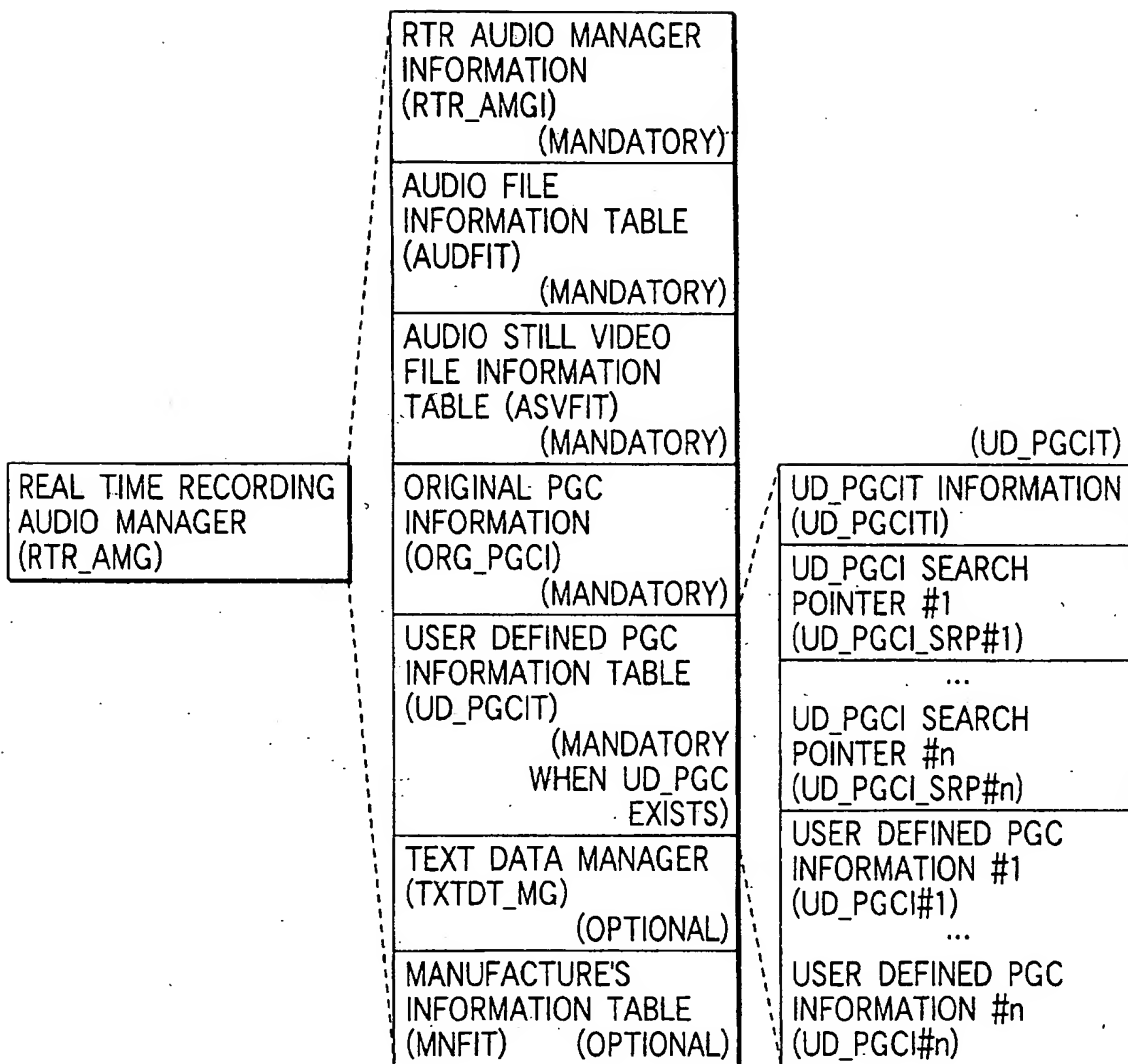 REAL TIME RECORDING
AUDIO MANAGER
(RTR_AMG)
RTR AUDIO MANAGER
INFORMATION
(RTR_AMGI)
(MANDATORY)
AUDIO FILE
INFORMATION TABLE
(AUDFIT)
(MANDATORY)
AUDIO STILL VIDEO
FILE INFORMATION
TABLE (ASVFIT)
(MANDATORY)
ORIGINAL PGC
INFORMATION
(ORG_PGCI)
(MANDATORY)
USER DEFINED PGC
INFORMATION TABLE
(UD_PGCIT)
(MANDATORY
WHEN UD_PGC
EXISTS)
TEXT DATA MANAGER
(TXTDT_MG)
(OPTIONAL)
MANUFACTURE'S
INFORMATION TABLE
(MNFIT) (OPTIONAL)
(UD_PGCIT)
UD_PGCIT INFORMATION
(UD_PGCITI)
UD_PGCI SEARCH
POINTER #1
(UD_PGCI_SRP#1)
...
UD_PGCI SEARCH
POINTER #n
(UD_PGCI_SRP#n)
USER DEFINED PGC
INFORMATION #1
(UD_PGCI#1)
...
USER DEFINED PGC
INFORMATION #n
(UD_PGCI#n)